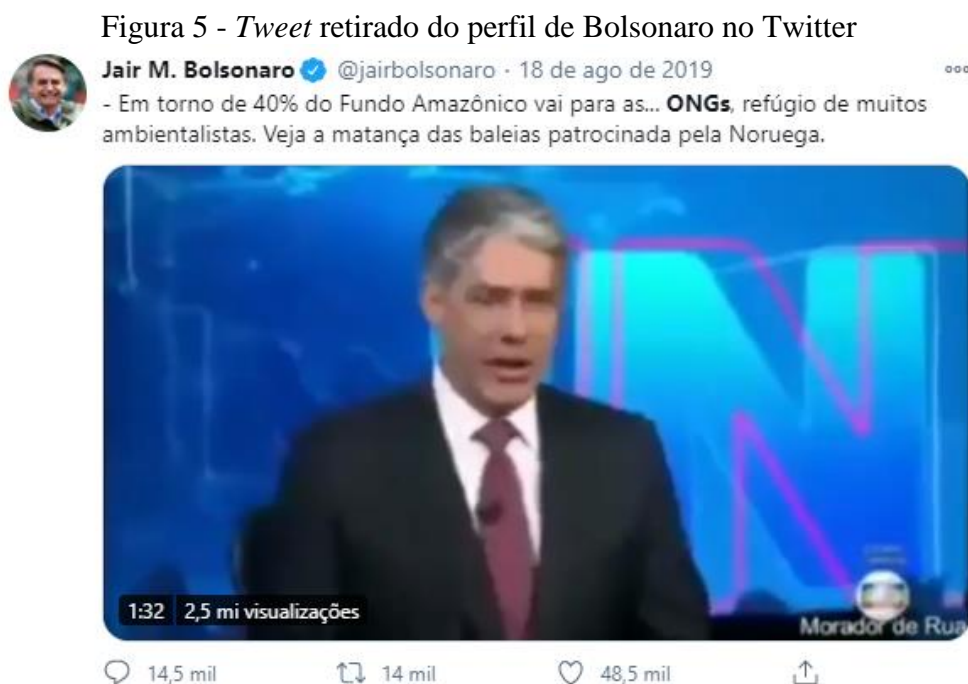 Figura 5 - Tweet retirado do perfil de Bolsonaro no Twitter
Jair M. Bolsonaro @jairbolsonaro · 18 de ago de 2019
- Em torno de 40% do Fundo Amazônico vai para as... ONGs, refúgio de muitos
ambientalistas. Veja a matança das baleias patrocinada pela Noruega.
N
1:32 2,5 mi visualizações
Morador de Rua
14,5 mil 14 mil 48,5 mil